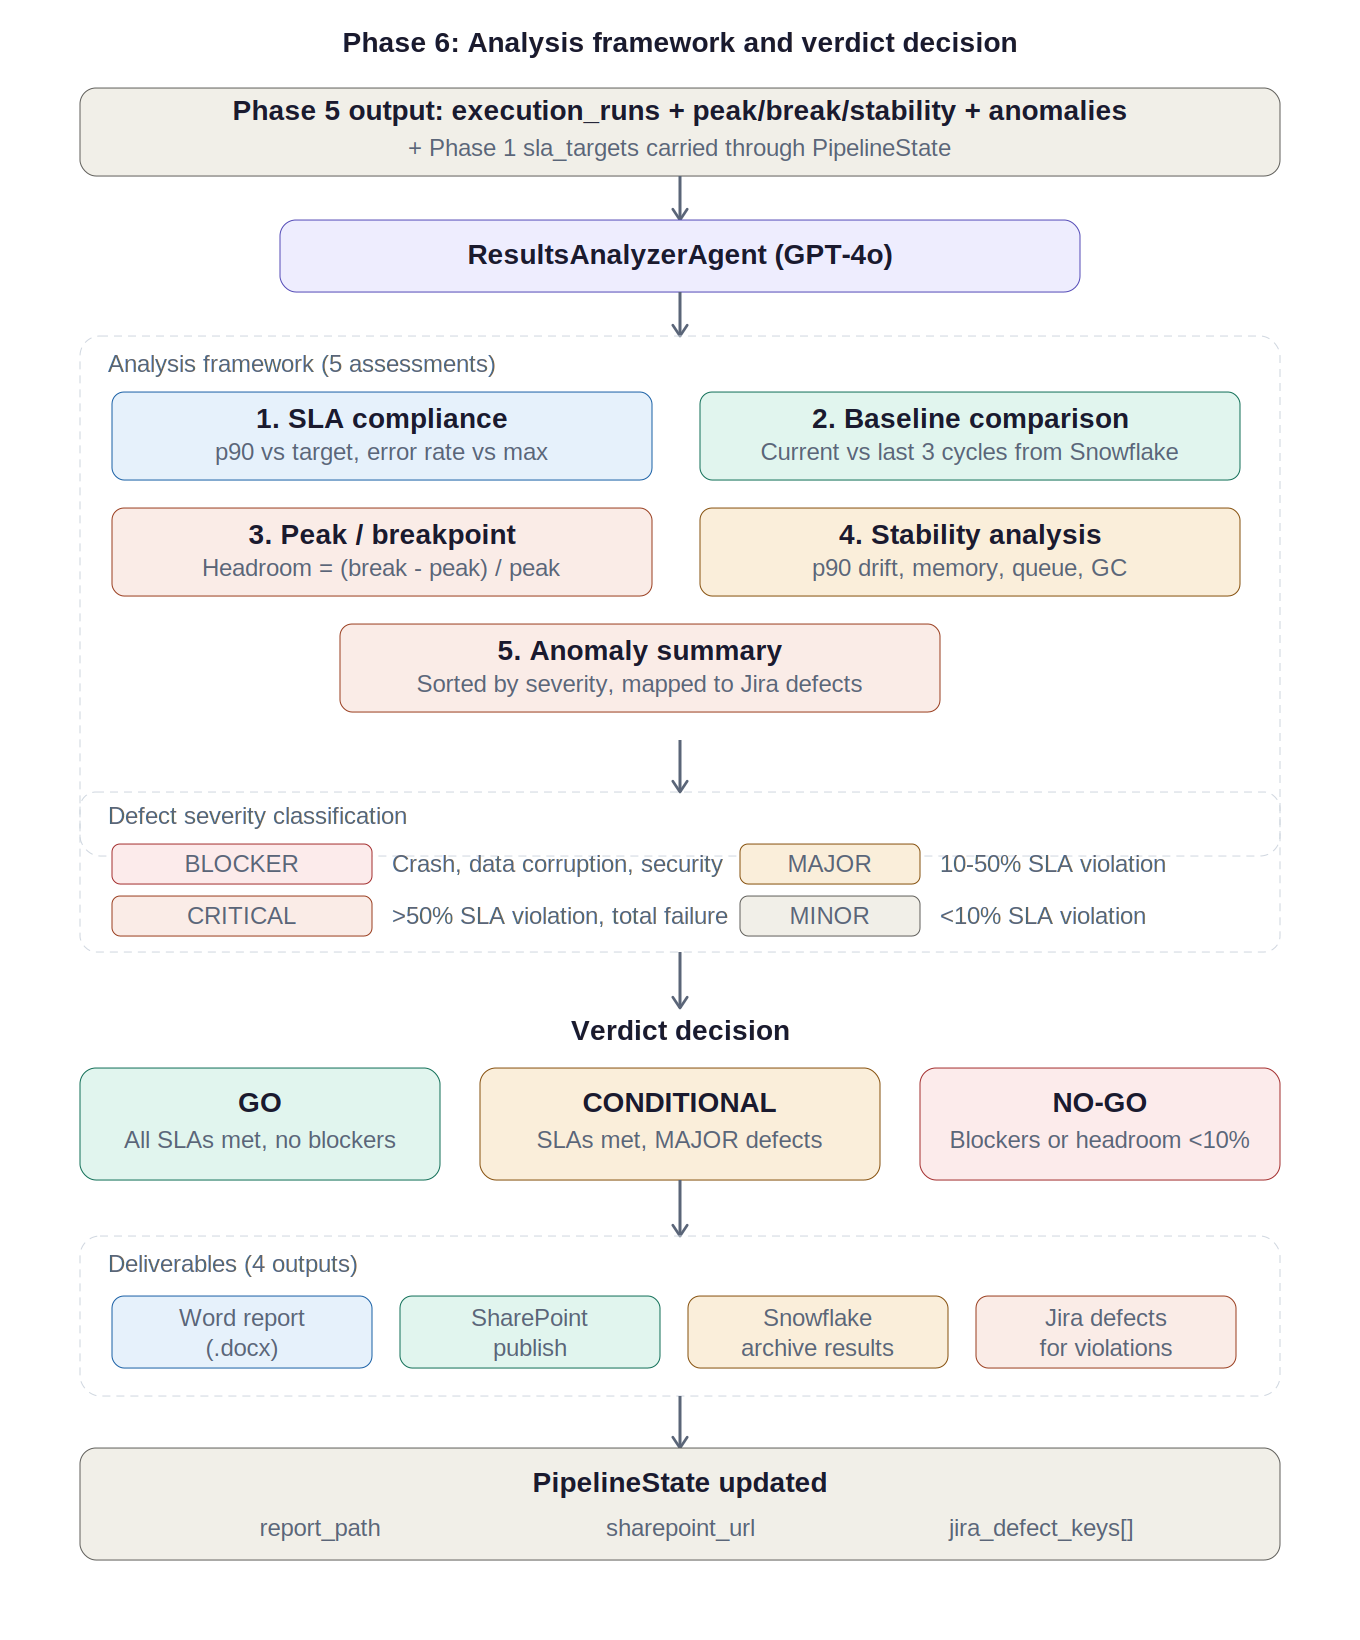 Phase 6: Analysis framework and verdict decision
Phase 5 output: execution_runs + peak/break/stability + anomalies
+ Phase 1 sla_targets carried through PipelineState
ResultsAnalyzerAgent (GPT-4o)
Analysis framework (5 assessments)
1. SLA compliance
p90 vs target, error rate vs max
2. Baseline comparison
Current vs last 3 cycles from Snowflake
3. Peak / breakpoint
Headroom = (break - peak) / peak
4. Stability analysis
p90 drift, memory, queue, GC
5. Anomaly summary
Sorted by severity, mapped to Jira defects
Defect severity classification
BLOCKER
Crash, data corruption, security
MAJOR
10-50% SLA violation
CRITICAL
>50% SLA violation, total failure
MINOR
<10% SLA violation
Verdict decision
GO
All SLAs met, no blockers
CONDITIONAL
SLAs met, MAJOR defects
NO-GO
Blockers or headroom <10%
Deliverables (4 outputs)
Word report
(.docx)
SharePoint
publish
Snowflake
archive results
Jira defects
for violations
PipelineState updated
report_path
sharepoint_url
jira_defect_keys[]